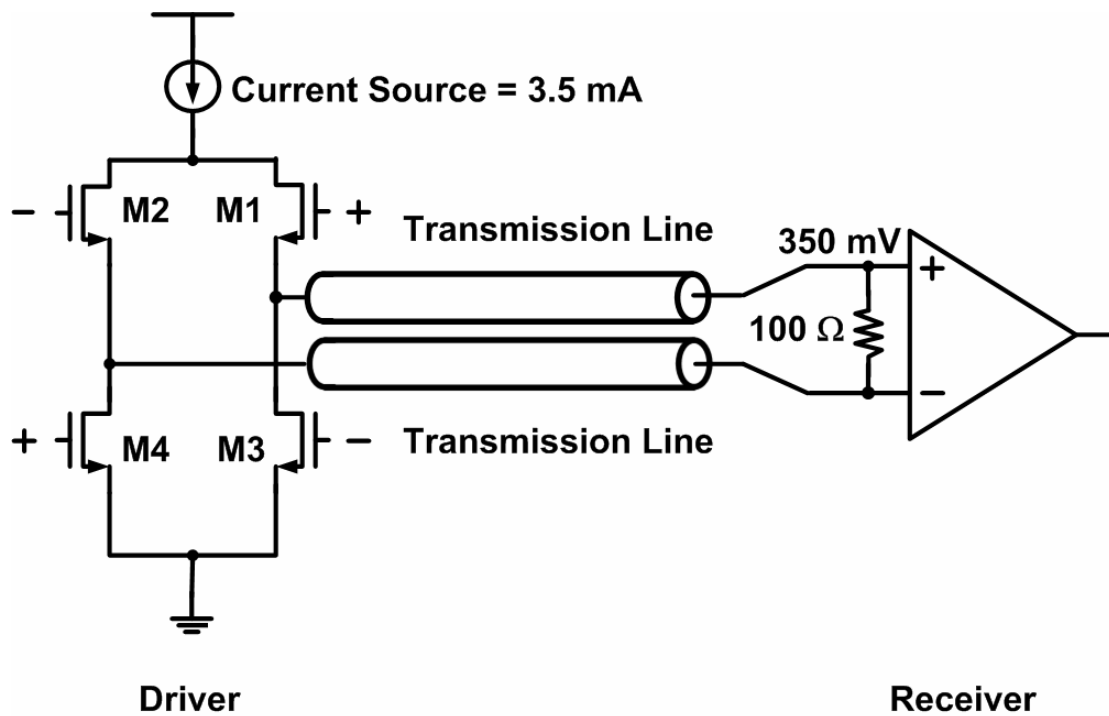 Current Source = 3.5 mA
− M2 M1 +
Transmission Line
350 mV
+
100 Ω
−
+ M4 M3 −
Transmission Line
Driver
Receiver